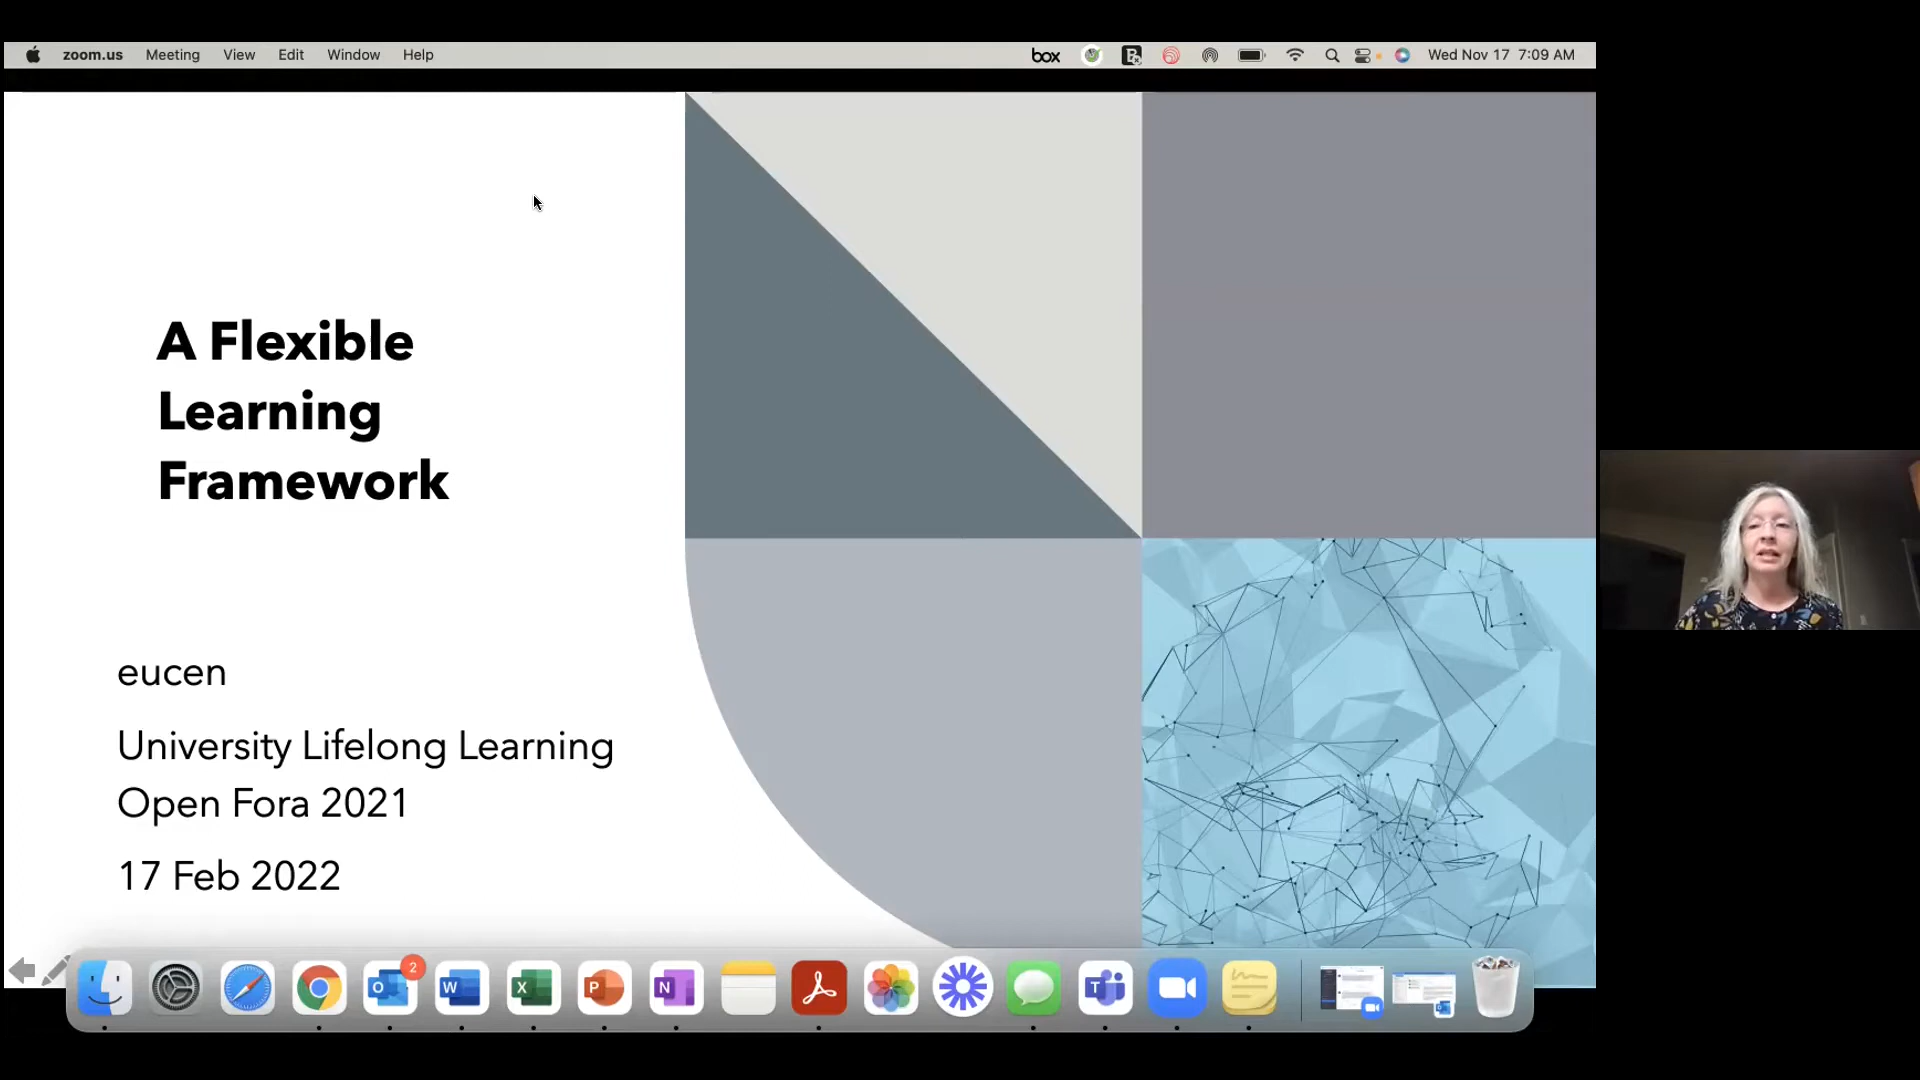 zoom.us Meeting View Edit Window Help box Wed Nov 17 7:09 AM
A Flexible
Learning
Framework
eucen
University Lifelong Learning
Open Fora 2021
17 Feb 2022
2
O W X P N T